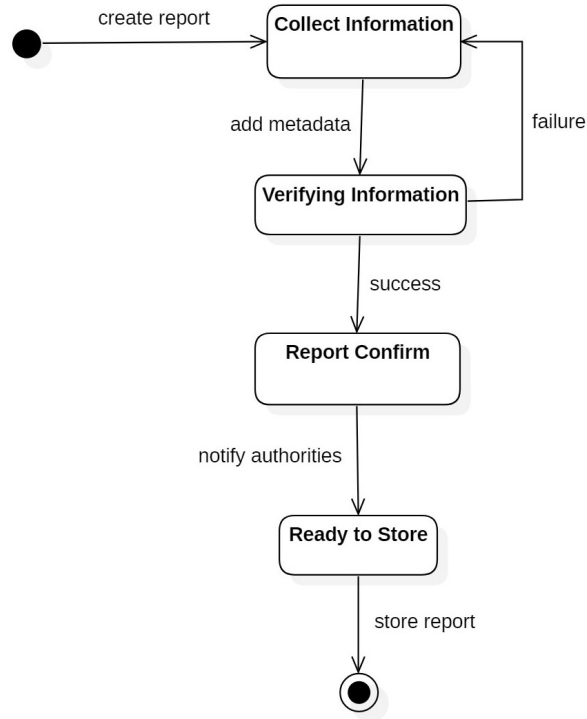 create report
Collect Information
add metadata
failure
Verifying Information
success
Report Confirm
notify authorities
Ready to Store
store report